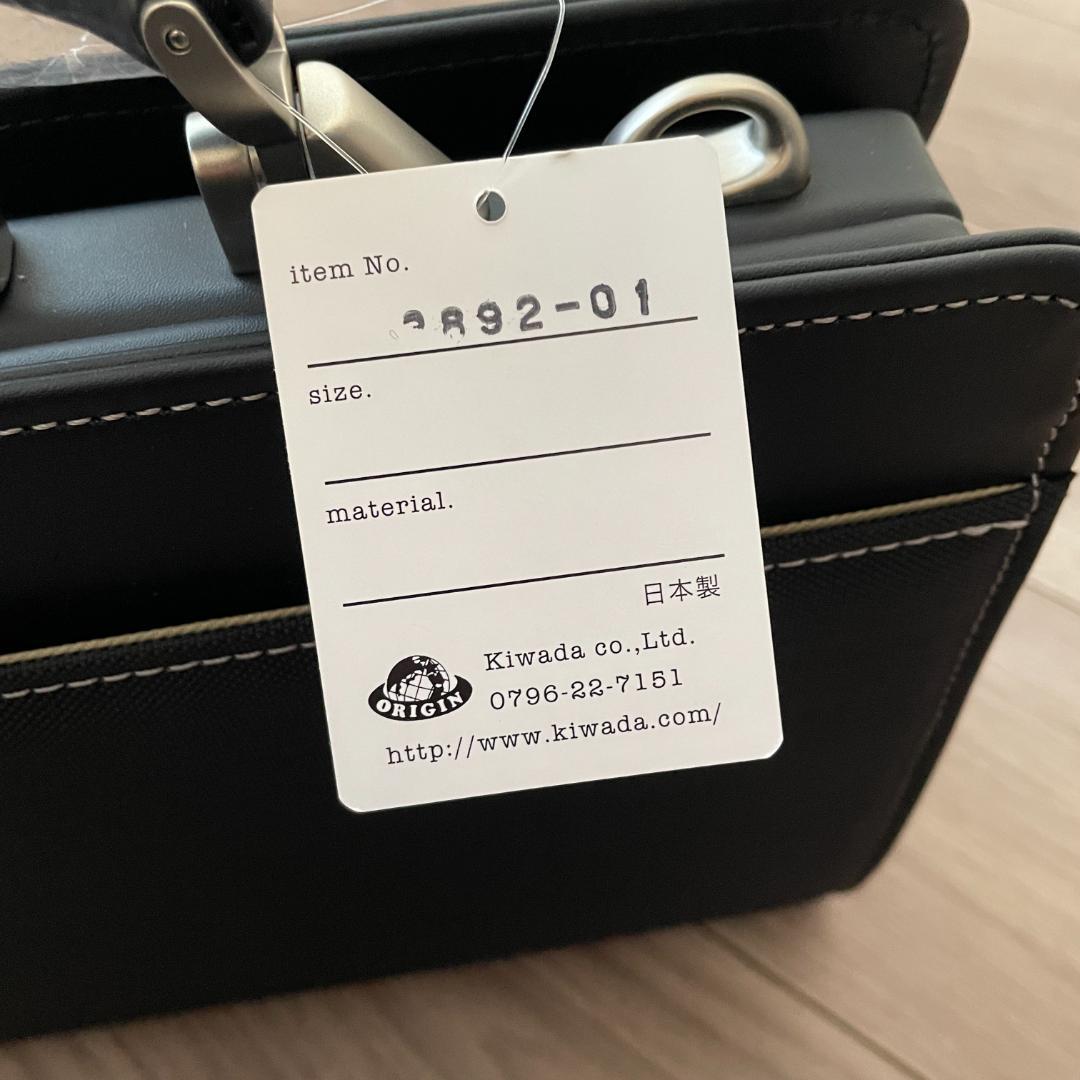 item No.
892-01
size.
material.
日本製
Kiwada co.,Ltd.
ORIGIN
0796-22-7151
http://www.kiwada.com/